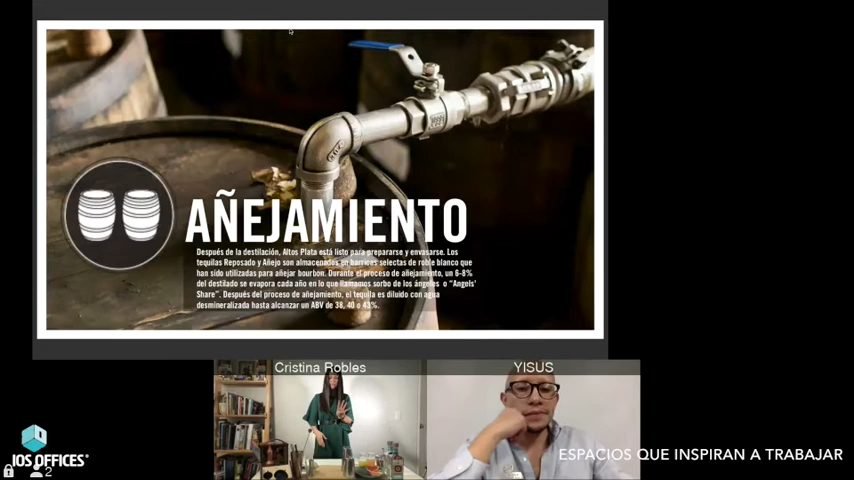 AÑEJAMIENTO
Después de la destilación, Altos Plata está listo para prepararse y envasarse. Los
tequilas Reposado y Añejo son almacenados en barricas selectas de roble blanco que
han sido utilizadas para añejar bourbon. Durante el proceso de añejamiento, un 6-8%
del destilado se evapora cada año en lo que llamamos sorbo de los ángeles o "Angels'
Share". Después del proceso de añejamiento, el tequila es diluido con agua
desmineralizada hasta alcanzar un ABV de 38, 40 o 43%.
Cristina Robles
YISUS
IOS OFFICES®
2
ESPACIOS QUE INSPIRAN A TRABAJAR